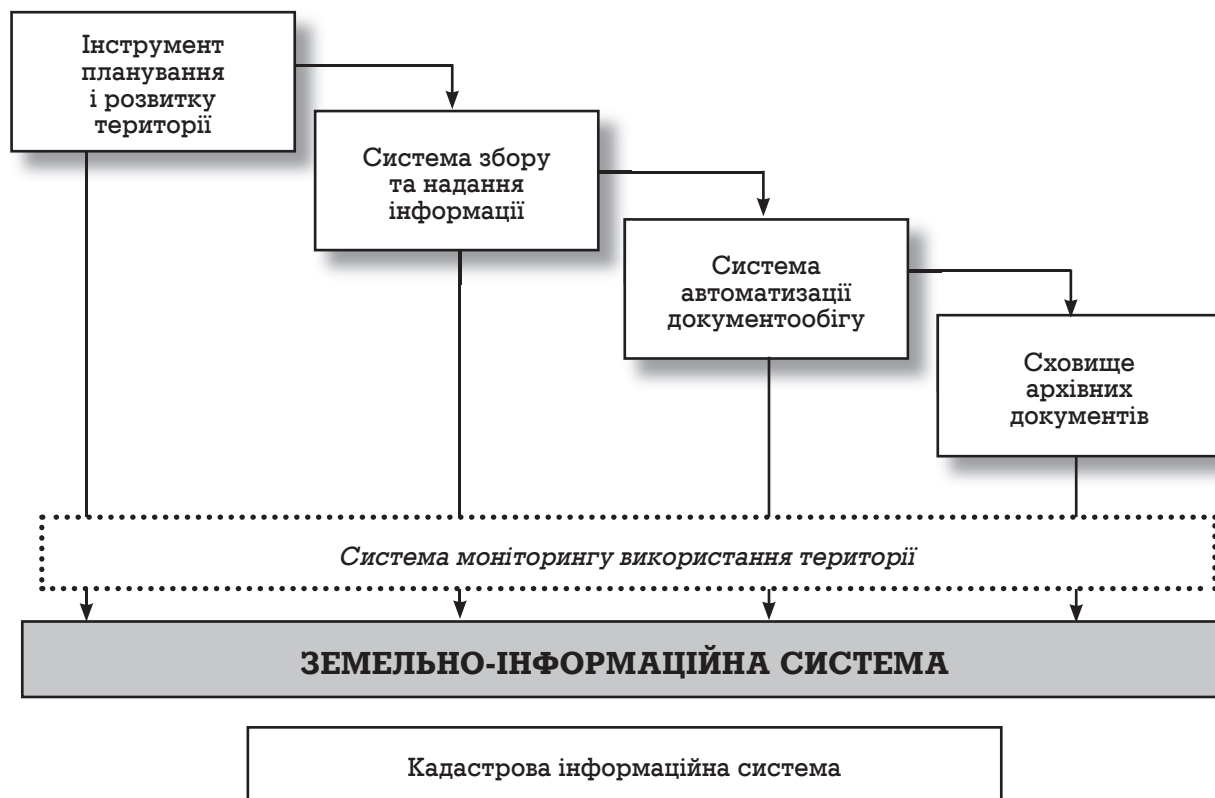 Інструмент
планування
і розвитку
території
Система збору
та надання
інформації
Система
автоматизації
документообігу
Сховище
архівних
документів
Система моніторингу використання території
ЗЕМЕЛЬНО-ІНФОРМАЦІЙНА СИСТЕМА
Кадастрова інформаційна система